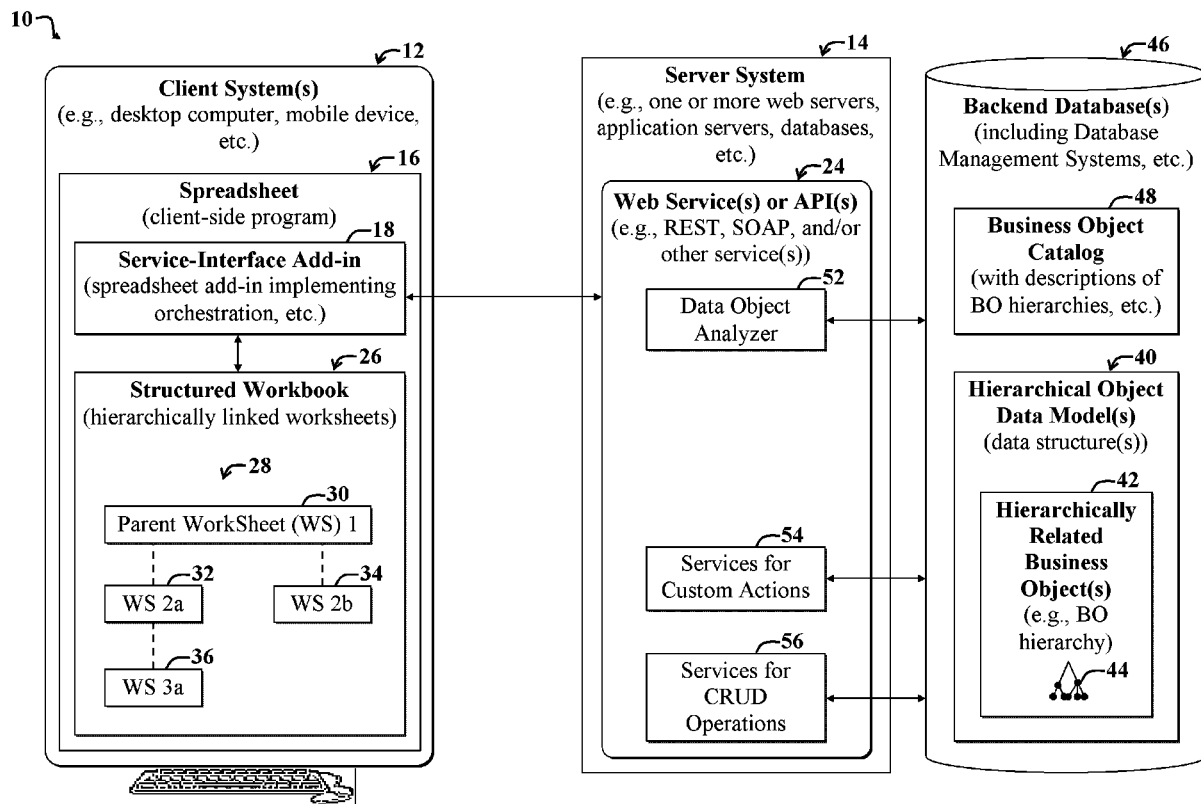 10
12
Client System(s)
(e.g., desktop computer, mobile device,
etc.)
16
Spreadsheet
(client-side program)
18
Service-Interface Add-in
(spreadsheet add-in implementing
orchestration, etc.)
26
Structured Workbook
(hierarchically linked worksheets)
28
30
Parent WorkSheet (WS) 1
32
WS 2a
34
WS 2b
36
WS 3a
14
Server System
(e.g., one or more web servers,
application servers, databases,
etc.)
24
Web Service(s) or API(s)
(e.g., REST, SOAP, and/or
other service(s))
52
Data Object
Analyzer
54
Services for
Custom Actions
56
Services for
CRUD
Operations
46
Backend Database(s)
(including Database
Management Systems, etc.)
48
Business Object
Catalog
(with descriptions of
BO hierarchies, etc.)
40
Hierarchical Object
Data Model(s)
(data structure(s))
42
Hierarchically
Related
Business
Object(s)
(e.g., BO
hierarchy)
44